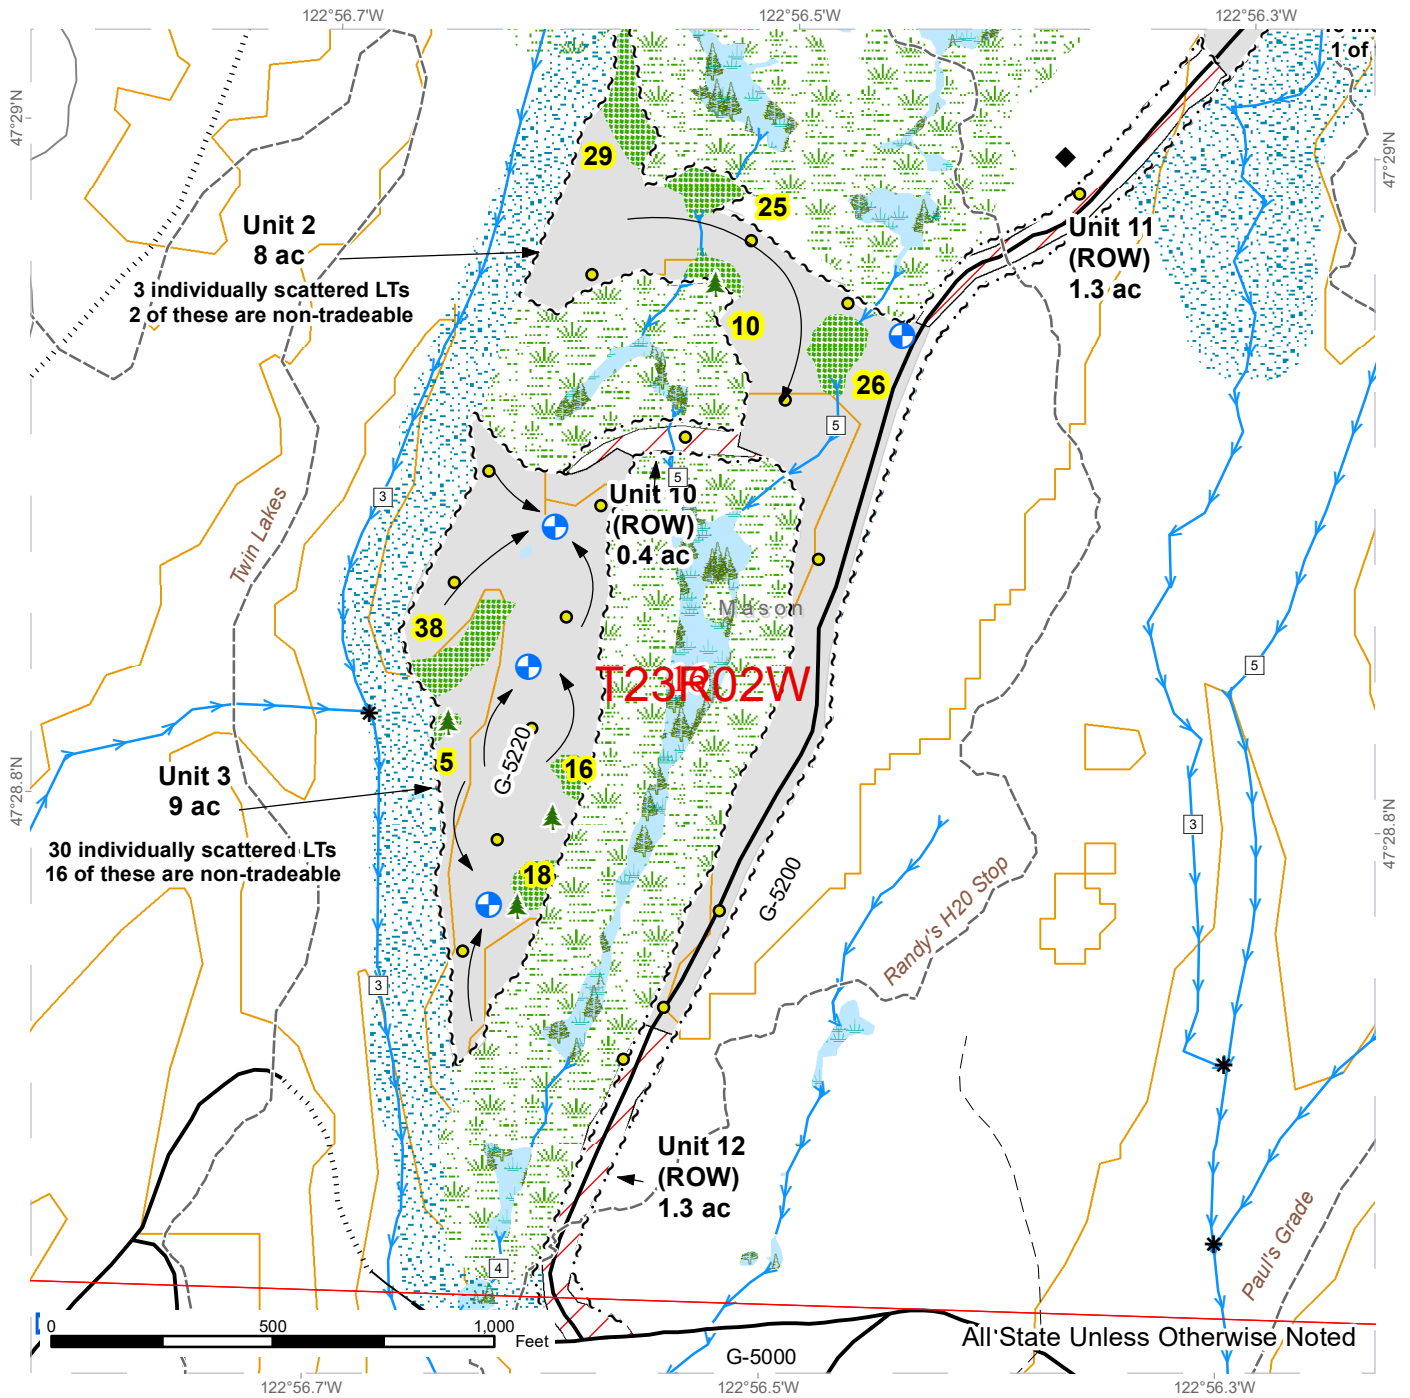 122°56.7'W
122°56.5'W
122°56.3'W
1 of
47°29'N
47°29'N
29
25
Unit 2
8 ac
3 individually scattered LTs
2 of these are non-tradeable
Unit 11
(ROW)
1.3 ac
10
26
5
3
5
Unit 10
(ROW)
0.4 ac
Twin Lakes
Mason
38
T23R02W
16
5
5
16
G-5220
Unit 3
9 ac
47°28.8'N
47°28.8'N
3
30 individually scattered LTs
16 of these are non-tradeable
18
G-5200
Randy's H20 Stop
3
Unit 12
(ROW)
1.3 ac
Paul's Grade
4
0
500
1,000
Feet
All State Unless Otherwise Noted
G-5000
122°56.7'W
122°56.5'W
122°56.3'W